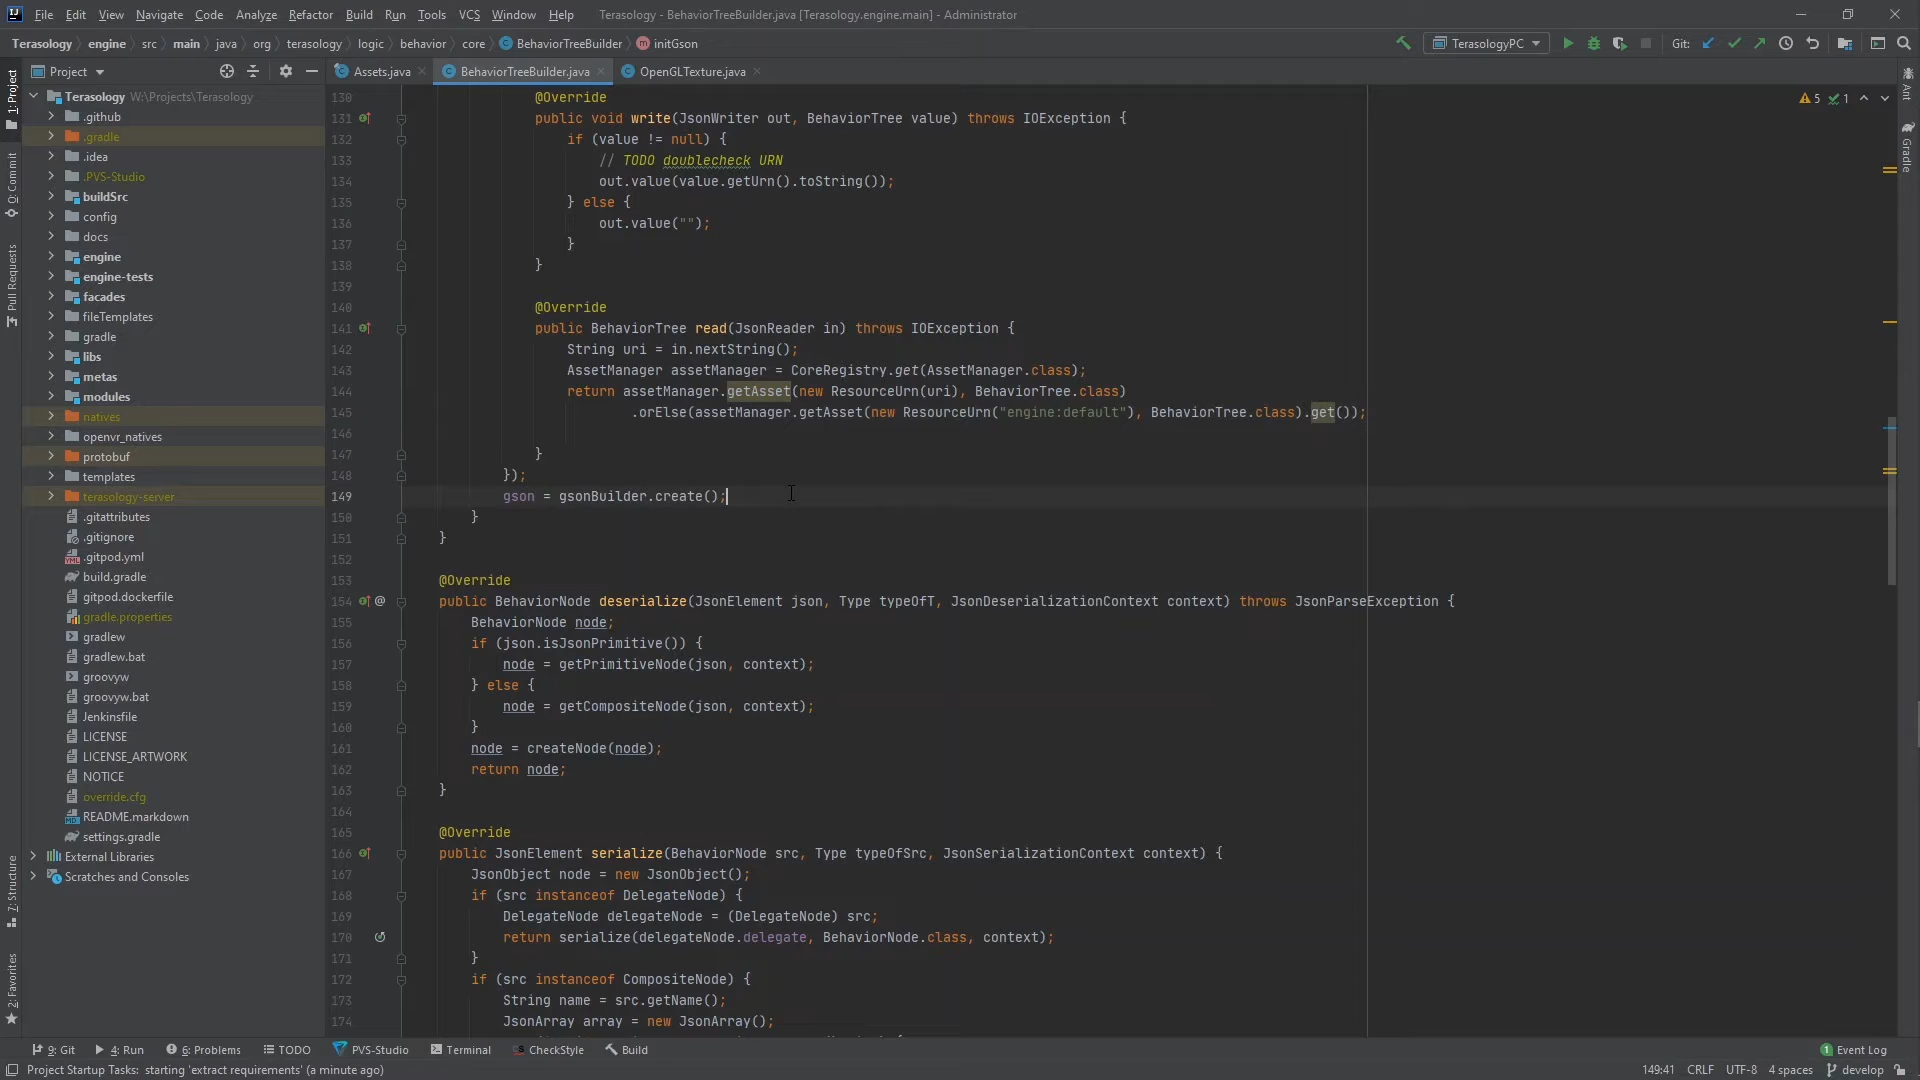 File Edit View Navigate Code Analyze Refactor Build Run Tools VCS Window Help Terasology - BehaviorTreeBuilder.java [Terasology.engine.main] - Administrator
Terasology engine src main java org terasology logic behavior core BehaviorTreeBuilder initGson TerasologyPC Git:
Project
Assets.java BehaviorTreeBuilder.java OpenGLTexture.java
1: Project
0: Commit
Pull Requests
7: Structure
2: Favorites
Terasology W:\Projects\Terasology
.github
.gradle
.idea
.PVS-Studio
buildSrc
config
docs
engine
engine-tests
facades
fileTemplates
gradle
libs
metas
modules
natives
openvr_natives
protobuf
templates
terasology-server
.gitattributes
.gitignore
.gitpod.yml
build.gradle
gitpod.dockerfile
gradle.properties
gradlew
gradlew.bat
groovyw
groovyw.bat
Jenkinsfile
LICENSE
LICENSE_ARTWORK
NOTICE
override.cfg
README.markdown
settings.gradle
External Libraries
Scratches and Consoles
130 @Override
131 public void write(JsonWriter out, BehaviorTree value) throws IOException {
132 if (value != null) {
133 // TODO doublecheck URN
134 out.value(value.getUrn().toString());
135 } else {
136 out.value("");
137 }
138 }
139
140 @Override
141 public BehaviorTree read(JsonReader in) throws IOException {
142 String uri = in.nextString();
143 AssetManager assetManager = CoreRegistry.get(AssetManager.class);
144 return assetManager.getAsset(new ResourceUrn(uri), BehaviorTree.class)
145 .orElse(assetManager.getAsset(new ResourceUrn("engine:default"), BehaviorTree.class).get());
146
147 }
148 });
149 gson = gsonBuilder.create();
150 }
151 }
152
153 @Override
154 @ public BehaviorNode deserialize(JsonElement json, Type typeOfT, JsonDeserializationContext context) throws JsonParseException {
155 BehaviorNode node;
156 if (json.isJsonPrimitive()) {
157 node = getPrimitiveNode(json, context);
158 } else {
159 node = getCompositeNode(json, context);
160 }
161 node = createNode(node);
162 return node;
163 }
164
165 @Override
166 public JsonElement serialize(BehaviorNode src, Type typeOfSrc, JsonSerializationContext context) {
167 JsonObject node = new JsonObject();
168 if (src instanceof DelegateNode) {
169 DelegateNode delegateNode = (DelegateNode) src;
170 return serialize(delegateNode.delegate, BehaviorNode.class, context);
171 }
172 if (src instanceof CompositeNode) {
173 String name = src.getName();
174 JsonArray array = new JsonArray();
5 1
Ant
Gradle
9: Git 4: Run 6: Problems TODO PVS-Studio Terminal CheckStyle Build 1 Event Log
Project Startup Tasks: starting 'extract requirements' (a minute ago) 149:41 CRLF UTF-8 4 spaces develop